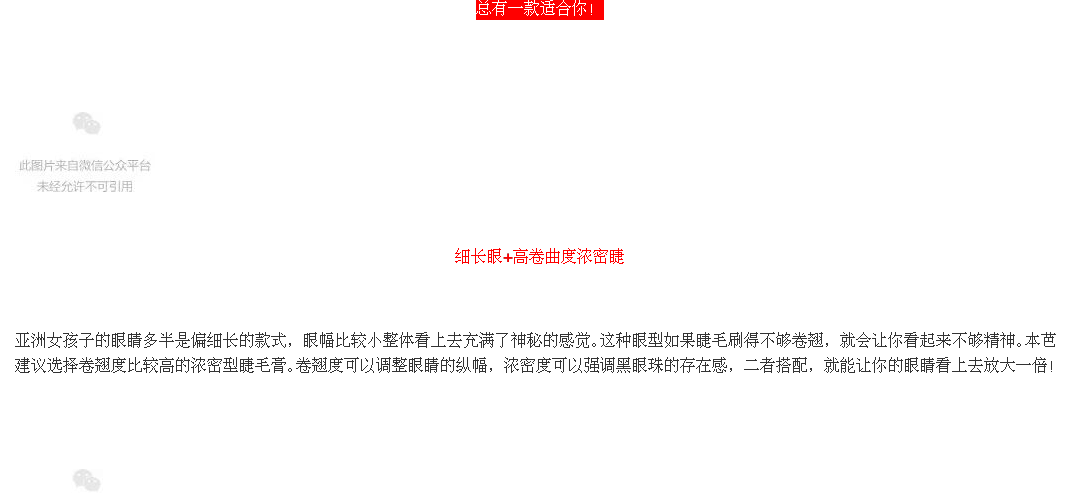 总有一款适合你！
此图片来自微信公众平台
未经允许不可引用
细长眼+高卷曲度浓密睫
亚洲女孩子的眼睛多半是偏细长的款式，眼幅比较小整体看上去充满了神秘的感觉。这种眼型如果睫毛刷得不够卷翘，就会让你看起来不够精神。本芭
建议选择卷翘度比较高的浓密型睫毛膏。卷翘度可以调整眼睛的纵幅，浓密度可以强调黑眼珠的存在感，二者搭配，就能让你的眼睛看上去放大一倍！